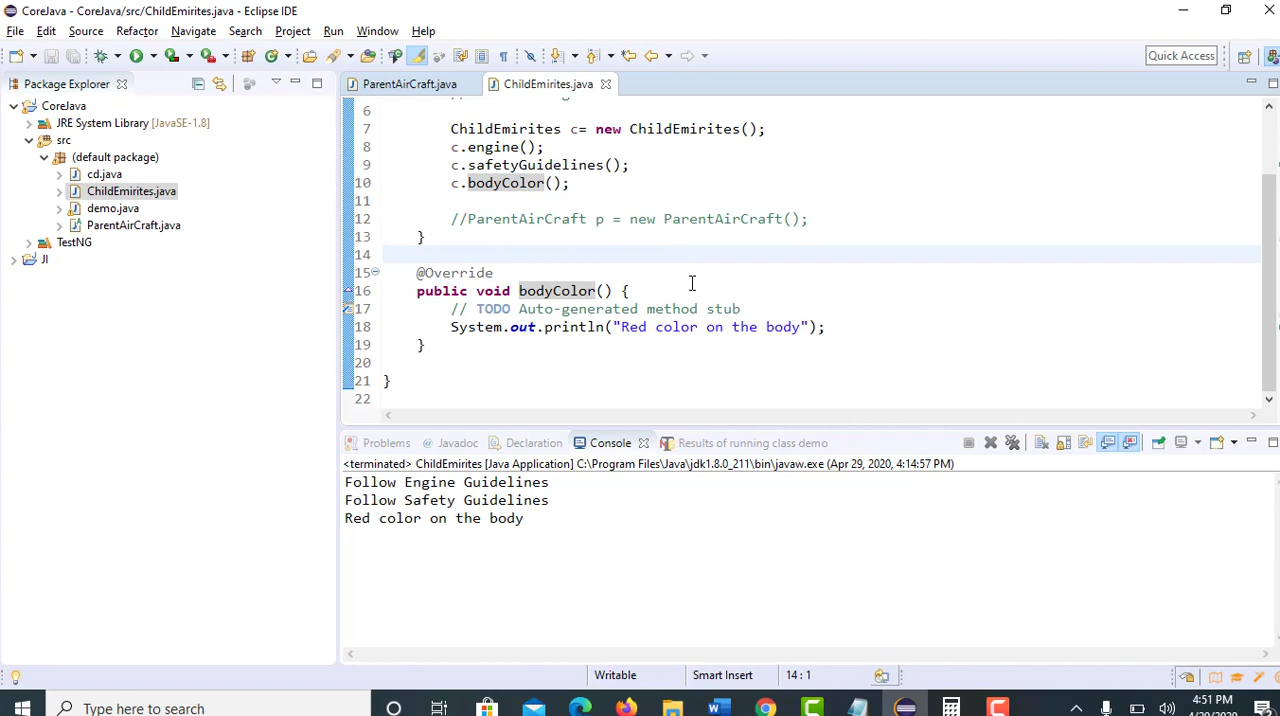 CoreJava - CoreJava/src/ChildEmirites.java - Eclipse IDE
File Edit Source Refactor Navigate Search Project Run Window Help
Quick Access
Package Explorer
ParentAirCraft.java
ChildEmirites.java
CoreJava
JRE System Library [JavaSE-1.8]
src
(default package)
cd.java
ChildEmirites.java
demo.java
ParentAirCraft.java
TestNG
JI
6
7 ChildEmirites c= new ChildEmirites();
8 c.engine();
9 c.safetyGuidelines();
10 c.bodyColor();
11
12 //ParentAirCraft p = new ParentAirCraft();
13 }
14
15 @Override
16 public void bodyColor() {
17 // TODO Auto-generated method stub
18 System.out.println("Red color on the body");
19 }
20
21 }
22
Problems Javadoc Declaration Console Results of running class demo
<terminated> ChildEmirites [Java Application] C:\Program Files\Java\jdk1.8.0_211\bin\javaw.exe (Apr 29, 2020, 4:14:57 PM)
Follow Engine Guidelines
Follow Safety Guidelines
Red color on the body
Writable Smart Insert 14 : 1
Type here to search
4:51 PM